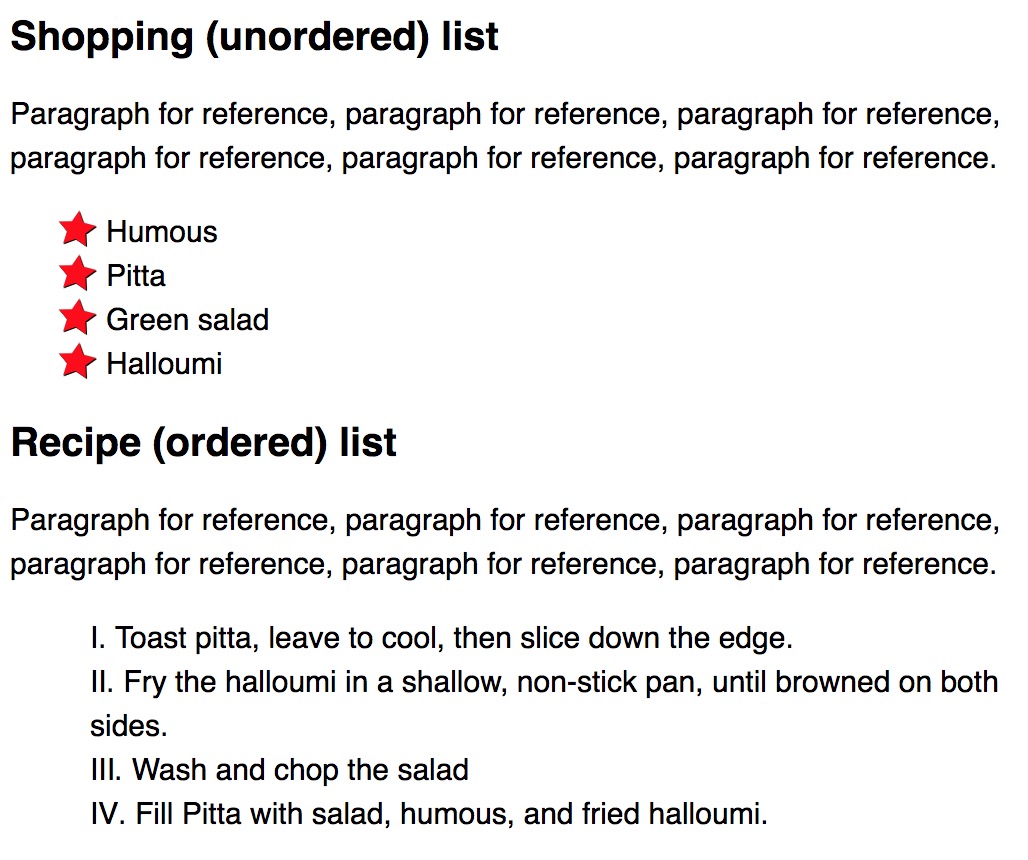 Shopping (unordered) list
Paragraph for reference, paragraph for reference, paragraph for reference,
paragraph for reference, paragraph for reference, paragraph for reference.
Humous
Pitta
Green salad
Halloumi
Recipe (ordered) list
Paragraph for reference, paragraph for reference, paragraph for reference,
paragraph for reference, paragraph for reference, paragraph for reference.
I. Toast pitta, leave to cool, then slice down the edge.
II. Fry the halloumi in a shallow, non-stick pan, until browned on both
sides.
III. Wash and chop the salad
IV. Fill Pitta with salad, humous, and fried halloumi.